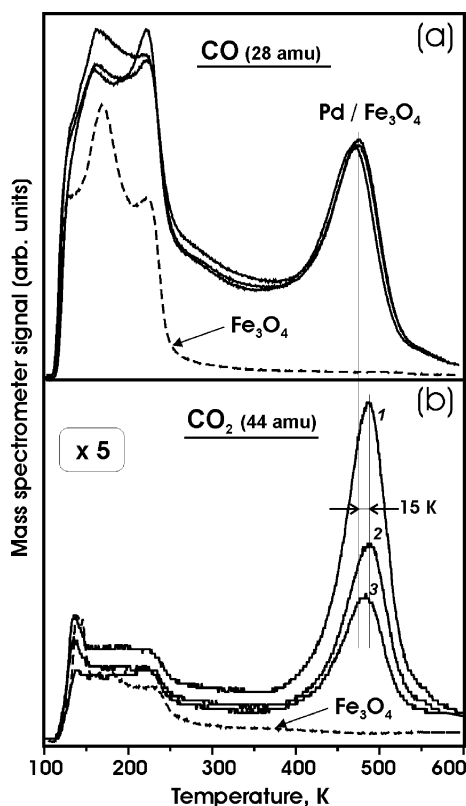 (a)
CO (28 amu)
Pd / Fe₃O₄
Fe₃O₄
(b)
CO₂ (44 amu)
x 5
1
15 K
2
3
Fe₃O₄
Mass spectrometer signal (arb. units)
100 200 300 400 500 600
Temperature, K